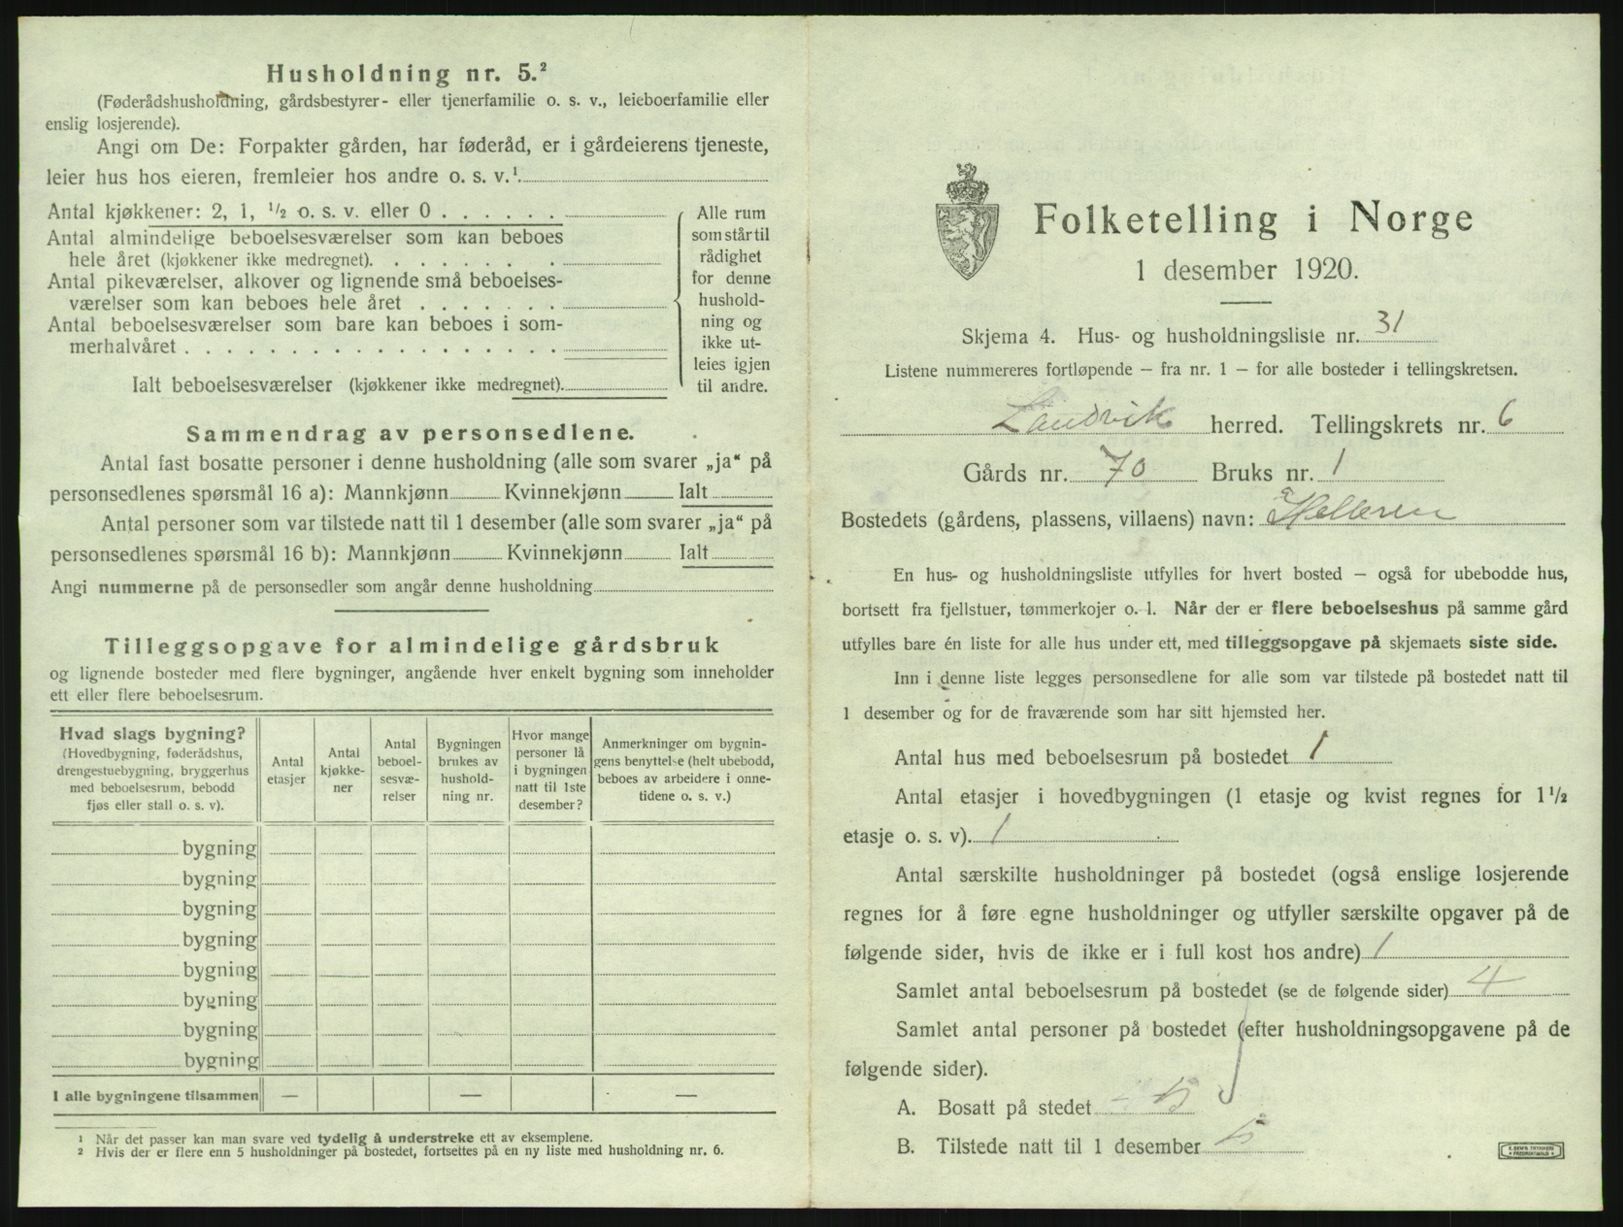 Husholdning nr. 5.²
(Føderådshusholdning, gårdsbestyrer- eller tjenerfamilie o. s. v., leieboerfamilie eller
enslig losjerende).
Angi om De: Forpakter gården, har føderåd, er i gårdeierens tjeneste,
leier hus hos eieren, fremleier hos andre o. s. v.¹
Antal kjøkkener: 2, 1, ½ o. s. v. eller 0 . . . . . .
Antal almindelige beboelsesværelser som kan beboes
hele året (kjøkkener ikke medregnet). . . . . . . .
Antal pikeværelser, alkover og lignende små beboelses-
værelser som kan beboes hele året . . . . . . .
Antal beboelsesværelser som bare kan beboes i som-
merhalvåret . . . . . . . . . . . . . . . . . .
Ialt beboelsesværelser (kjøkkener ikke medregnet).
Alle rum
som står til
rådighet
for denne
hushold-
ning og
ikke ut-
leies igjen
til andre.
Sammendrag av personsedlene.
Antal fast bosatte personer i denne husholdning (alle som svarer „ja“ på
personsedlenes spørsmål 16 a): Mannkjønn Kvinnekjønn Ialt
Antal personer som var tilstede natt til 1 desember (alle som svarer „ja“ på
personsedlenes spørsmål 16 b): Mannkjønn Kvinnekjønn Ialt
Angi nummerne på de personsedler som angår denne husholdning
Tilleggsopgave for almindelige gårdsbruk
og lignende bosteder med flere bygninger, angående hver enkelt bygning som inneholder
ett eller flere beboelsesrum.
Hvad slags bygning?
(Hovedbygning, føderådshus,
drengestuebygning, bryggerhus
med beboelsesrum, bebodd
fjøs eller stall o. s. v).
Antal
etasjer
Antal
kjøkke-
ner
Antal
beboel-
sesvæ-
relser
Bygningen
brukes av
hushold-
ning nr.
Hvor mange
personer lå
i bygningen
natt til 1ste
desember?
Anmerkninger om bygnin-
gens benyttelse (helt ubebodd,
beboes av arbeidere i onne-
tidene o. s. v.)
bygning
bygning
bygning
bygning
bygning
bygning
bygning
bygning
I alle bygningene tilsammen — — —
¹ Når det passer kan man svare ved tydelig å understreke ett av eksemplene.
² Hvis der er flere enn 5 husholdninger på bostedet, fortsettes på en ny liste med husholdning nr. 6.
Folketelling i Norge
1 desember 1920.
Skjema 4. Hus- og husholdningsliste nr. 31
Listene nummereres fortløpende – fra nr. 1 – for alle bosteder i tellingskretsen.
Landvik herred. Tellingskrets nr. 6
Gårds nr. 70 Bruks nr. 1
Bostedets (gårdens, plassens, villaens) navn: Helleren
En hus- og husholdningsliste utfylles for hvert bosted – også for ubebodde hus,
bortsett fra fjellstuer, tømmerkojer o. l. Når der er flere beboelseshus på samme gård
utfylles bare én liste for alle hus under ett, med tilleggsopgave på skjemaets siste side.
Inn i denne liste legges personsedlene for alle som var tilstede på bostedet natt til
1 desember og for de fraværende som har sitt hjemsted her.
Antal hus med beboelsesrum på bostedet 1
Antal etasjer i hovedbygningen (1 etasje og kvist regnes for 1½
etasje o. s. v). 1
Antal særskilte husholdninger på bostedet (også enslige losjerende
regnes for å føre egne husholdninger og utfyller særskilte opgaver på de
følgende sider, hvis de ikke er i full kost hos andre) 1
Samlet antal beboelsesrum på bostedet (se de følgende sider) 4
Samlet antal personer på bostedet (efter husholdningsopgavene på de
følgende sider).
A. Bosatt på stedet 5
B. Tilstede natt til 1 desember 5